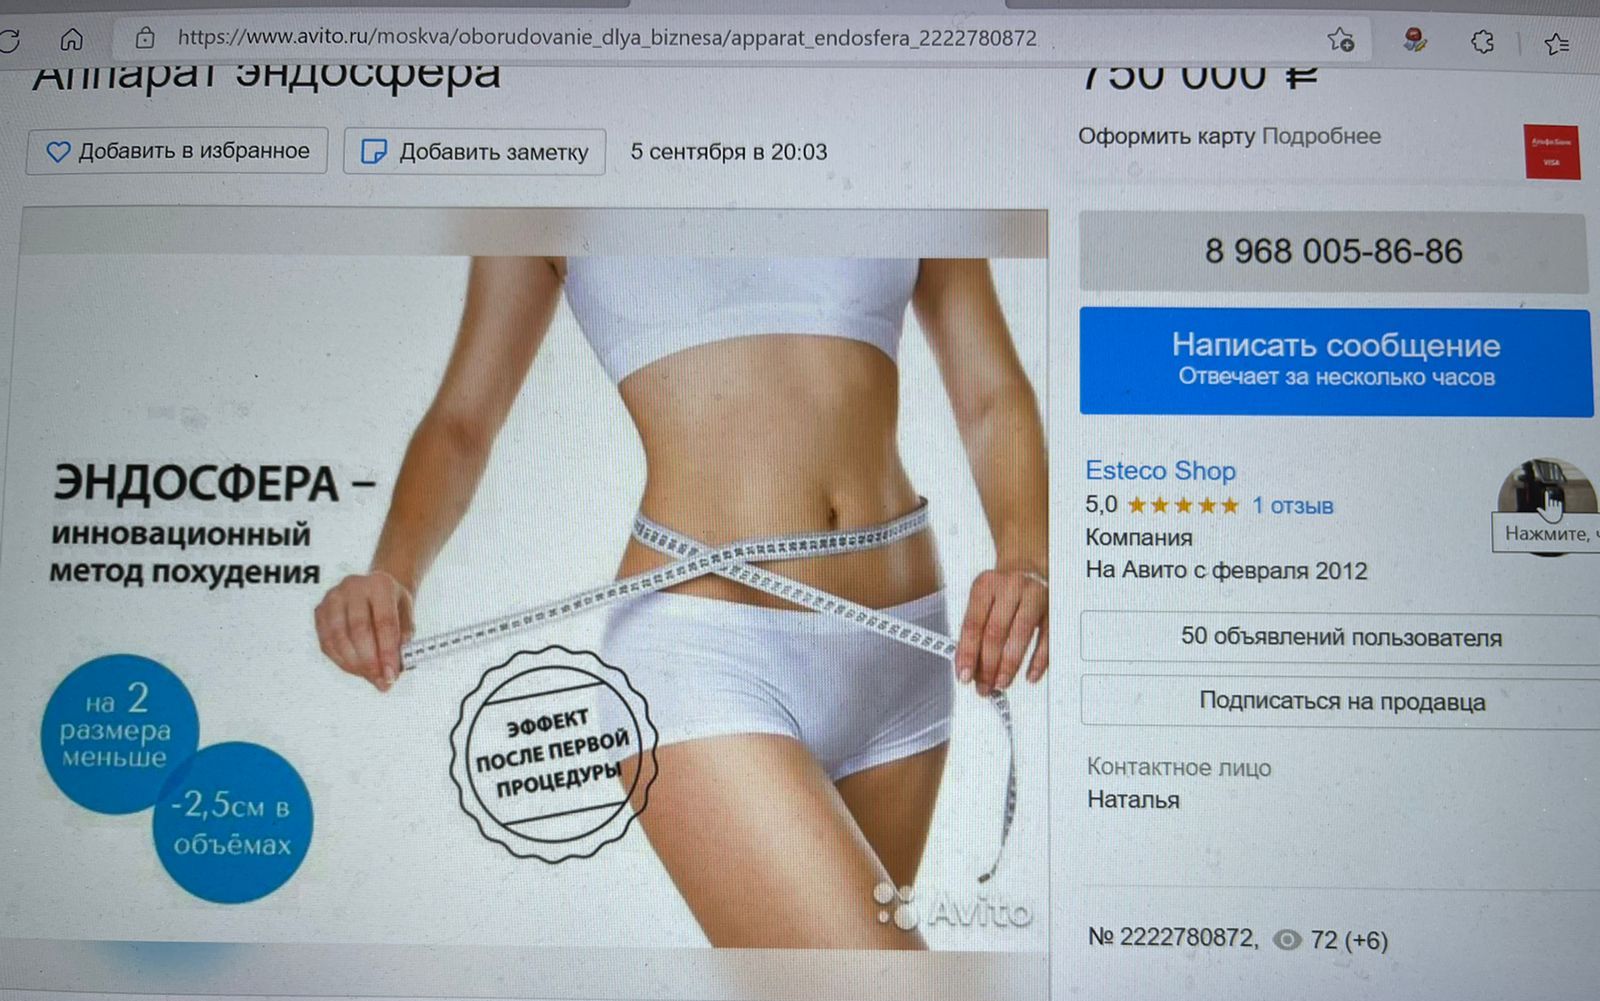 https://www.avito.ru/moskva/oborudovanie_dlya_biznesa/apparat_endosfera_2222780872
Аппарат эндосфера
750 000 ₽
Добавить в избранное
Добавить заметку
5 сентября в 20:03
Оформить карту Подробнее
Альфа·Банк
VISA
8 968 005-86-86
Написать сообщение
Отвечает за несколько часов
Esteco Shop
5,0 ★★★★★ 1 отзыв
Компания
На Авито с февраля 2012
Нажмите,
50 объявлений пользователя
Подписаться на продавца
Контактное лицо
Наталья
№ 2222780872, 72 (+6)
ЭНДОСФЕРА –
инновационный
метод похудения
на 2
размера
меньше
-2,5см в
объёмах
ЭФФЕКТ
ПОСЛЕ ПЕРВОЙ
ПРОЦЕДУРЫ
Avito